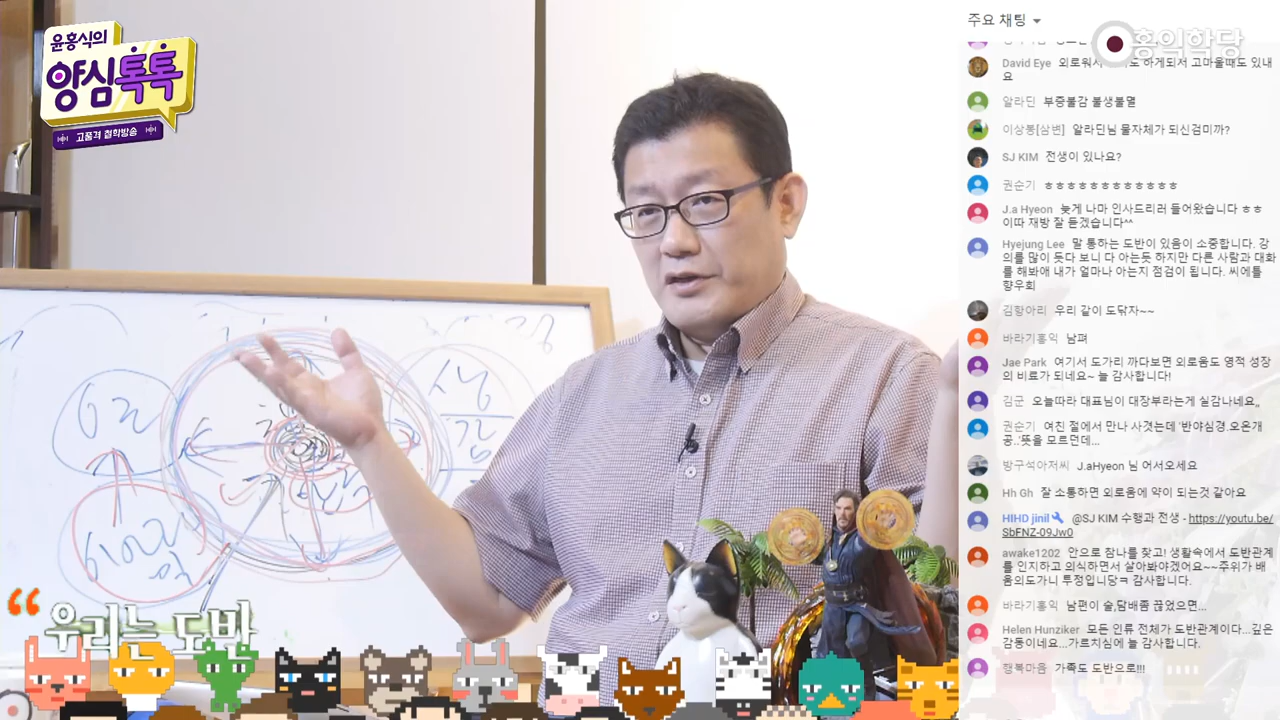 윤홍식의
양심톡톡
고품격 철학방송
주요 채팅
홍익학당
David Eye 외로워서
하게되서 고마울때도 있내
요
알라딘 부증불감 불생불멸
이상봉[삼변] 알라딘님 물자체가 되신검미까?
SJ KIM 전생이 있나요?
권순기 ㅎㅎㅎㅎㅎㅎㅎㅎㅎㅎㅎㅎ
J.a Hyeon 늦게 나마 인사드리러 들어왔습니다 ㅎㅎ
이따 재방 잘 듣겠습니다^^
Hyejung Lee 말 통하는 도반이 있음이 소중합니다. 강
의를 많이 듯다 보니 다 아는듯 하지만 다른 사람과 대화
를 해봐애 내가 얼마나 아는지 점검이 됩니다. 씨에틀
향우회
김항아리 우리 같이 도닦자~~
바라기홍익 남펴
Jae Park 여기서 도가리 까다보면 외로움도 영적 성장
의 비료가 되네요~ 늘 감사합니다!
김군 오늘따라 대표님이 대장부라는게 실감나네요,,
권순기 여친 절에서 만나 사겻는데 '반야심경.오온개
공..'뜻을 모르던데...
방구석아저씨 J.aHyeon 님 어서오세요
Hh Gh 잘 소통하면 외로움에 약이 되는것 같아요
HIHD jinil @SJ KIM 수행과 전생 - https://youtu.be/
SbFNZ-09Jw0
awake1202 안으로 참나를 찾고! 생활속에서 도반관계
를 인지하고 의식하면서 살아봐야겠어요~~주위가 배
움의도가니 투정입니당ㅋ 감사합니다.
바라기홍익 남편이 술,담배좀 끊었으면...
Helen Hunziker 모든 인류 전체가 도반관계이다...깊은
감동이네요...가르치심에 늘 감사합니다.
행복마음 가족도 도반으로!!!
6근
상
감
“우리는 도반